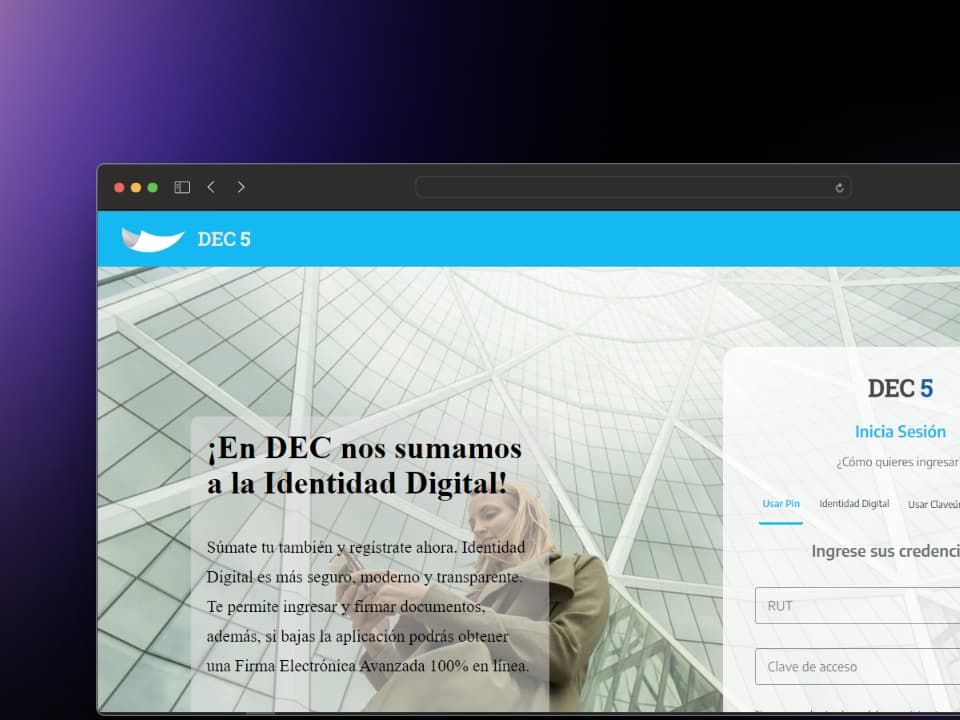 DEC 5
¡En DEC nos sumamos
a la Identidad Digital!
Súmate tu también y regístrate ahora. Identidad
Digital es más seguro, moderno y transparente.
Te permite ingresar y firmar documentos,
además, si bajas la aplicación podrás obtener
una Firma Electrónica Avanzada 100% en línea.
DEC 5
Inicia Sesión
¿Cómo quieres ingresar
Usar Pin Identidad Digital Usar
Ingrese sus
RUT
Clave de acceso